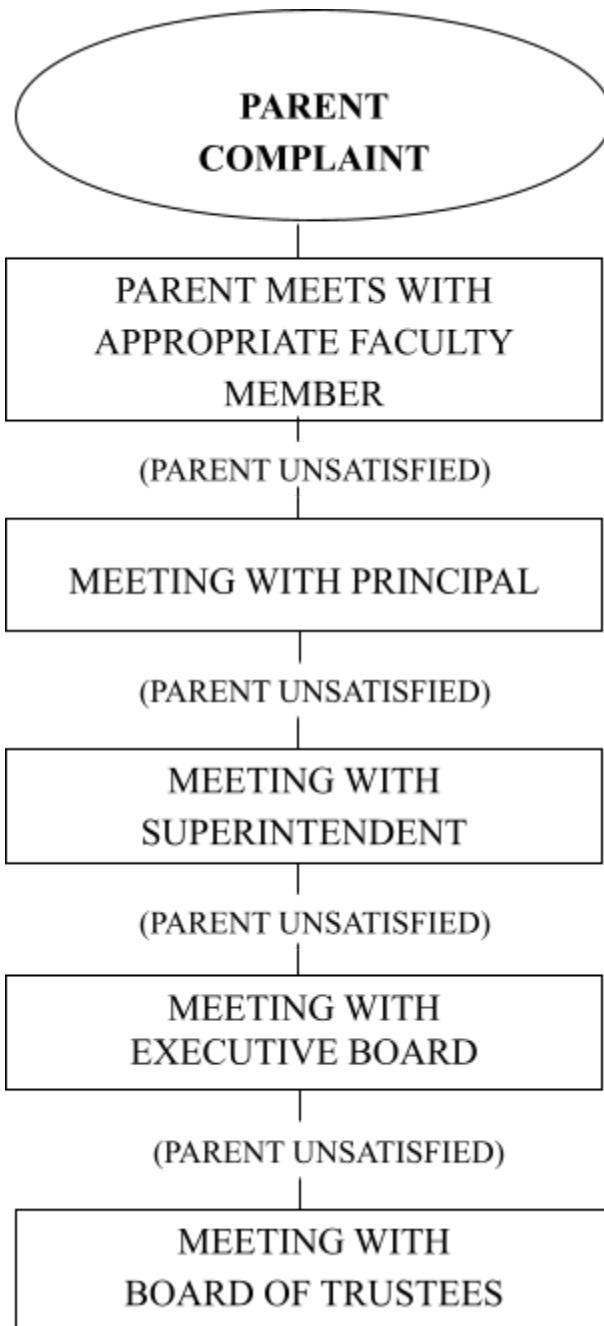 PARENT
COMPLAINT
PARENT MEETS WITH
APPROPRIATE FACULTY
MEMBER
(PARENT UNSATISFIED)
MEETING WITH PRINCIPAL
(PARENT UNSATISFIED)
MEETING WITH
SUPERINTENDENT
(PARENT UNSATISFIED)
MEETING WITH
EXECUTIVE BOARD
(PARENT UNSATISFIED)
MEETING WITH
BOARD OF TRUSTEES